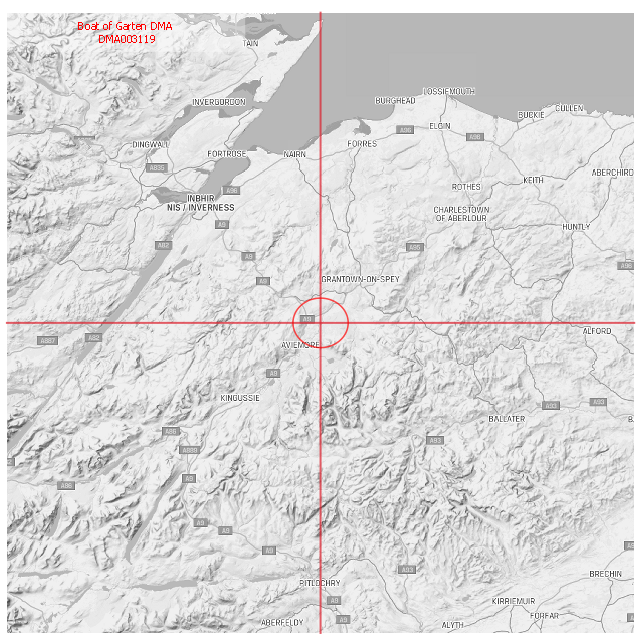 Boat of Garten DMA
DMA003119
TAIN
INVERGORDON
LOSSIEMOUTH
BURGHEAD
CULLEN
BUCKIE
ELGIN
A96
A96
DINGWALL
FORTROSE
NAIRN
FORRES
A835
ABERCHIRD
KEITH
ROTHES
A96
INBHIR
NIS / INVERNESS
CHARLESTOWN
OF ABERLOUR
A9
HUNTLY
A82
A95
A9
A96
A9
GRANTOWN-ON-SPEY
A9
ALFORD
A82
A887
AVIEMORE
A9
KINGUSSIE
A93
A93
BALLATER
A86
A93
A889
A9
A86
A9
A9
A9
A93
PITLOCHRY
BRECHIN
A9
KIRRIEMUIR
FORFAR
A9
ABERFELDY
ALYTH